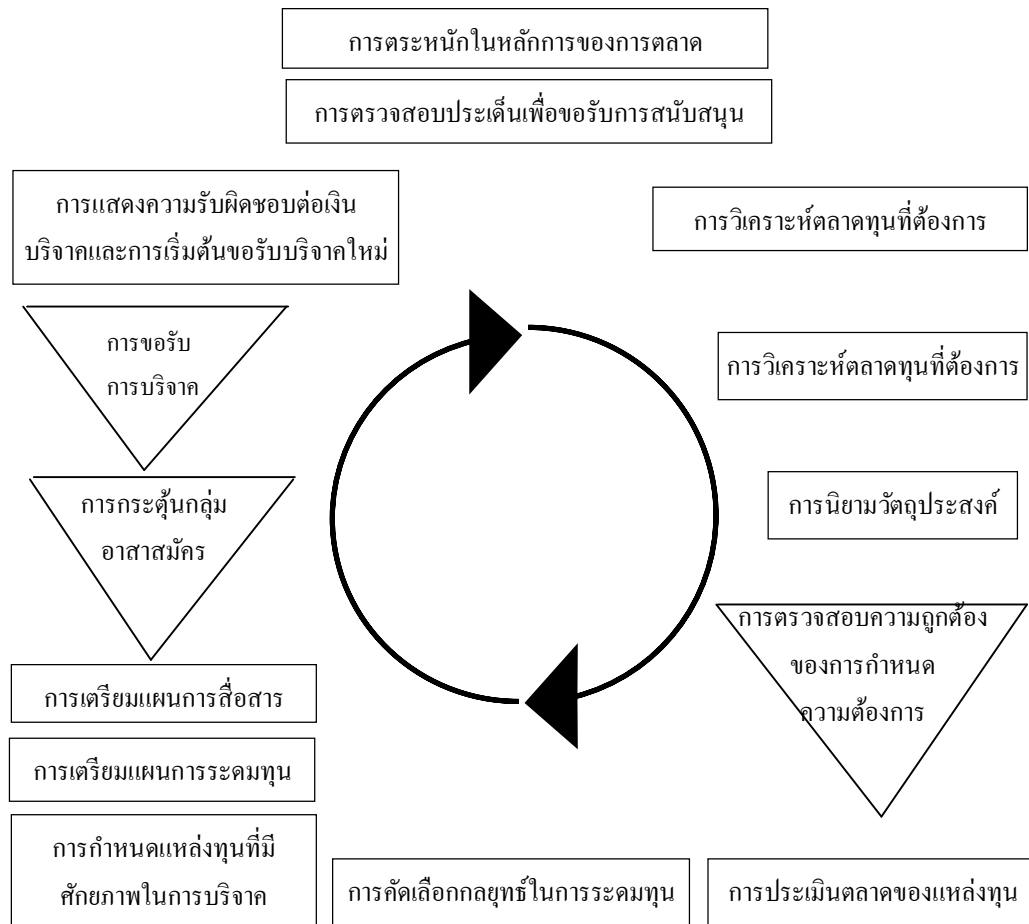 การตระหนักในหลักการของการตลาด
การตรวจสอบประเด็นเพื่อขอรับการสนับสนุน
การแสดงความรับผิดชอบต่อเงิน
บริจาคและการเริ่มต้นขอรับบริจาคใหม่
การวิเคราะห์ตลาดทุนที่ต้องการ
การขอรับ
การบริจาค
การวิเคราะห์ตลาดทุนที่ต้องการ
การกระตุ้นกลุ่ม
อาสาสมัคร
การนิยามวัตถุประสงค์
การตรวจสอบความถูกต้อง
ของการกำหนด
ความต้องการ
การเตรียมแผนการสื่อสาร
การเตรียมแผนการระดมทุน
การกำหนดแหล่งทุนที่มี
ศักยภาพในการบริจาค
การคัดเลือกกลยุทธ์ในการระดมทุน
การประเมินตลาดของแหล่งทุน